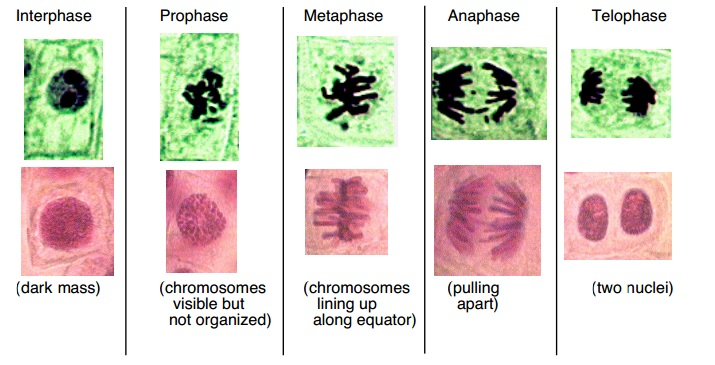 Interphase
Prophase
Metaphase
Anaphase
Telophase
(dark mass)
(chromosomes
visible but
not organized)
(chromosomes
lining up
along equator)
(pulling
apart)
(two nuclei)